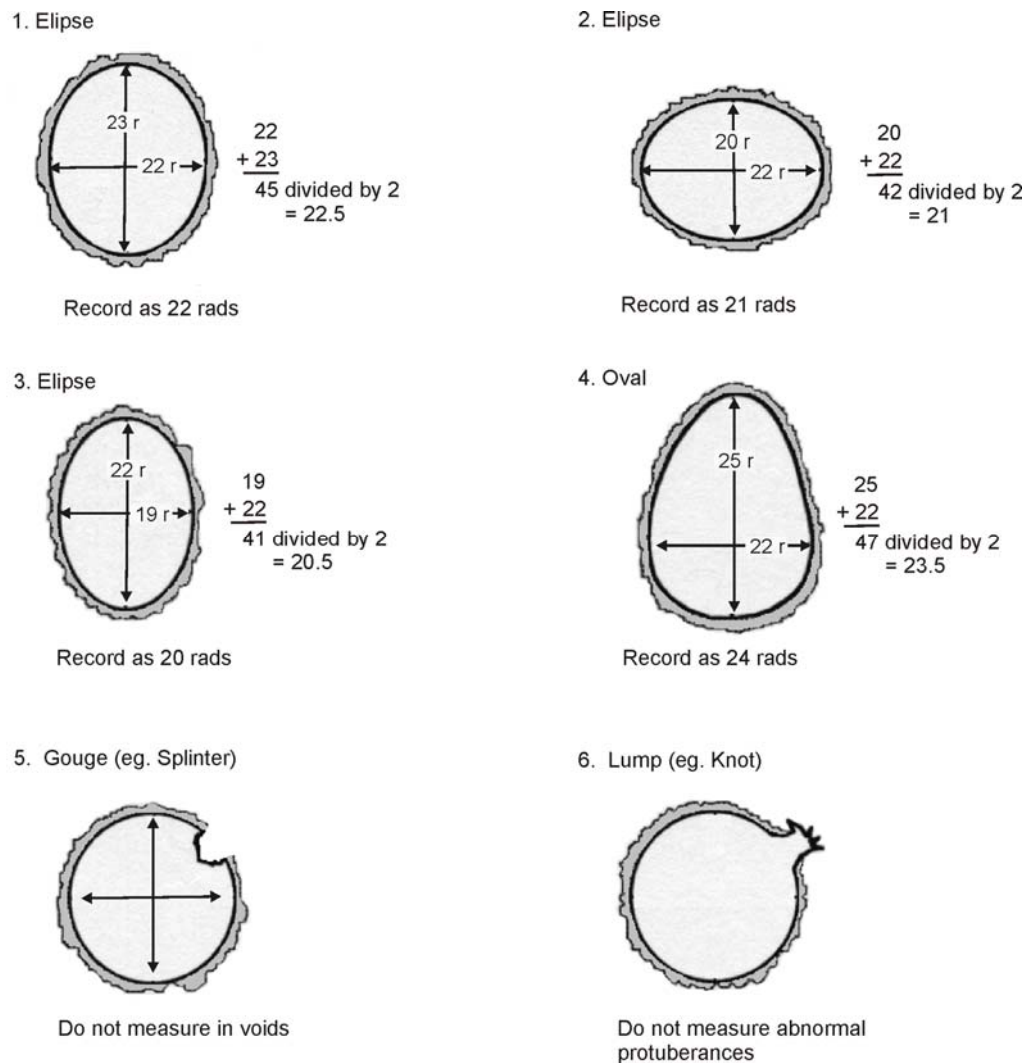 1. Elipse
23 r
22 r
22
+ 23
45 divided by 2
= 22.5
Record as 22 rads
2. Elipse
20 r
22 r
20
+ 22
42 divided by 2
= 21
Record as 21 rads
3. Elipse
22 r
19 r
19
+ 22
41 divided by 2
= 20.5
Record as 20 rads
4. Oval
25 r
22 r
25
+ 22
47 divided by 2
= 23.5
Record as 24 rads
5. Gouge (eg. Splinter)
Do not measure in voids
6. Lump (eg. Knot)
Do not measure abnormal
protuberances